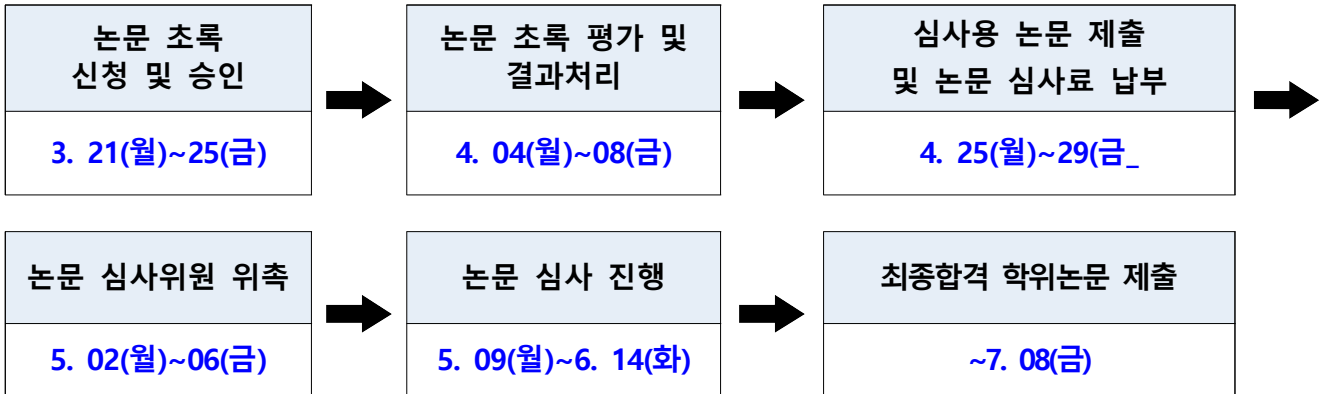 논문 초록
신청 및 승인
3. 21(월)~25(금)
논문 초록 평가 및
결과처리
4. 04(월)~08(금)
심사용 논문 제출
및 논문 심사료 납부
4. 25(월)~29(금_
논문 심사위원 위촉
5. 02(월)~06(금)
논문 심사 진행
5. 09(월)~6. 14(화)
최종합격 학위논문 제출
~7. 08(금)